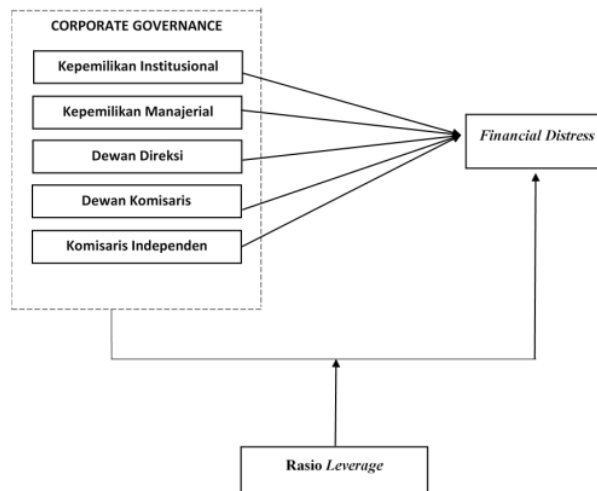 CORPORATE GOVERNANCE
Kepemilikan Institusional
Kepemilikan Manajerial
Dewan Direksi
Dewan Komisaris
Komisaris Independen
Financial Distress
Rasio Leverage